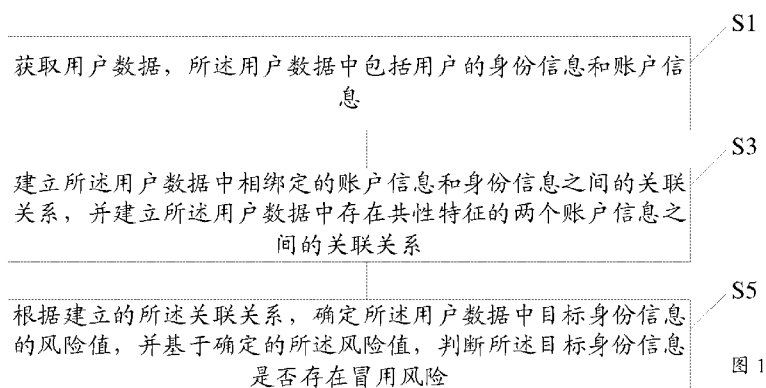 S1
获取用户数据，所述用户数据中包括用户的身份信息和账户信
息
S3
建立所述用户数据中相绑定的账户信息和身份信息之间的关联
关系，并建立所述用户数据中存在共性特征的两个账户信息之
间的关联关系
S5
根据建立的所述关联关系，确定所述用户数据中目标身份信息
的风险值，并基于确定的所述风险值，判断所述目标身份信息
是否存在冒用风险
图 1